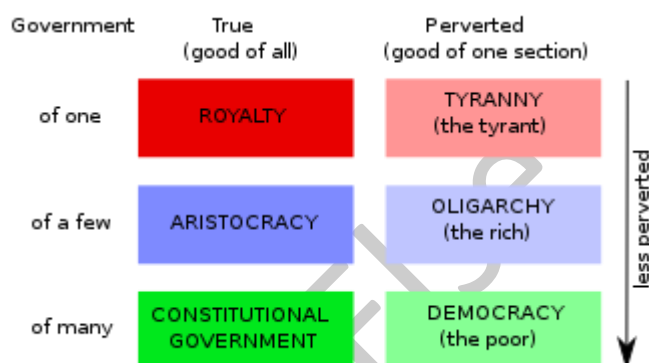 Government
True
(good of all)
Perverted
(good of one section)
of one
ROYALTY
TYRANNY
(the tyrant)
of a few
ARISTOCRACY
OLIGARCHY
(the rich)
of many
CONSTITUTIONAL
GOVERNMENT
DEMOCRACY
(the poor)
less perverted